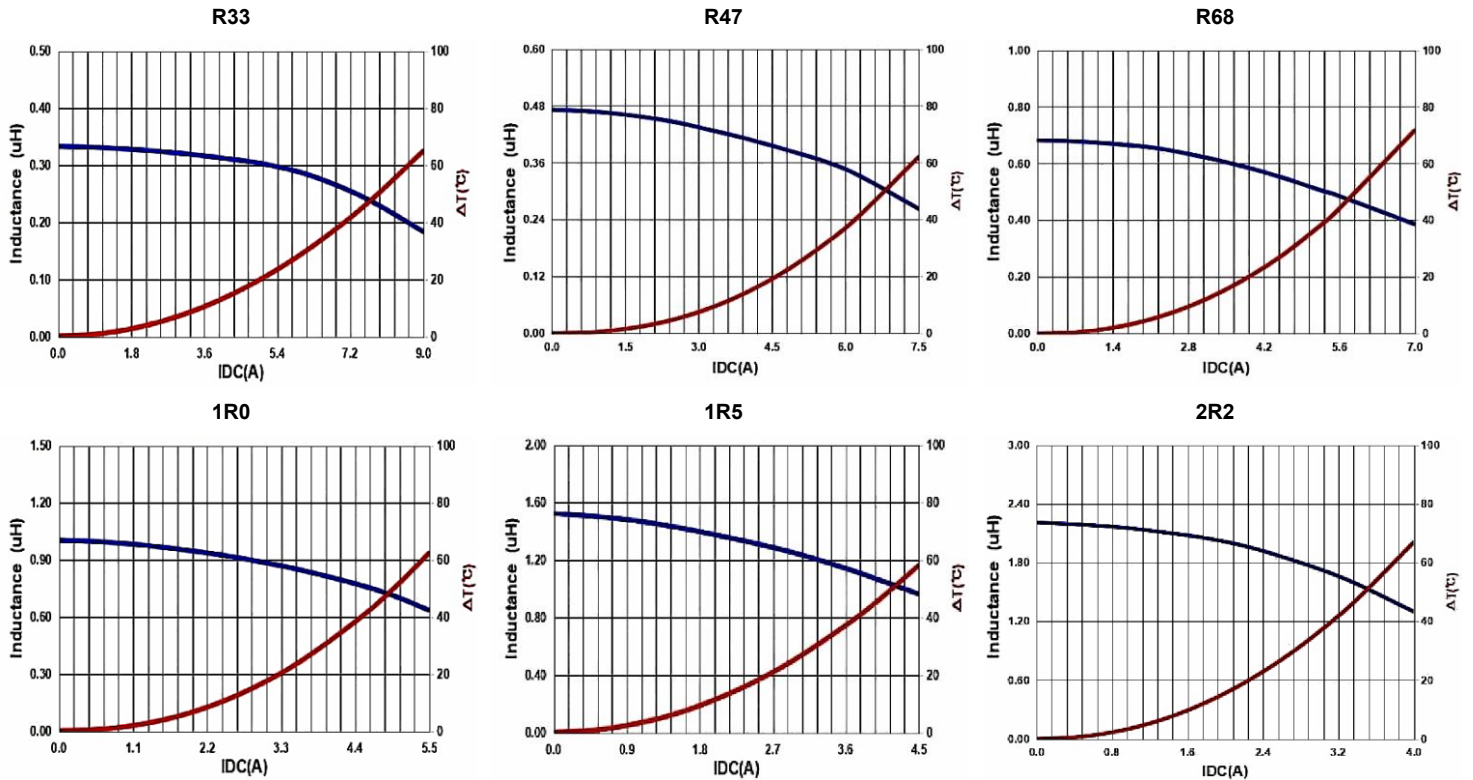 R33
0.50
0.40
0.30
0.20
0.10
0.00
Inductance (uH)
100
80
60
40
20
0
ΔT(℃)
0.0 1.8 3.6 5.4 7.2 9.0
IDC(A)
R47
0.60
0.48
0.36
0.24
0.12
0.00
Inductance (uH)
100
80
60
40
20
0
ΔT(℃)
0.0 1.5 3.0 4.5 6.0 7.5
IDC(A)
R68
1.00
0.80
0.60
0.40
0.20
0.00
Inductance (uH)
100
80
60
40
20
0
ΔT(℃)
0.0 1.4 2.8 4.2 5.6 7.0
IDC(A)
1R0
1.50
1.20
0.90
0.60
0.30
0.00
Inductance (uH)
100
80
60
40
20
0
ΔT(℃)
0.0 1.1 2.2 3.3 4.4 5.5
IDC(A)
1R5
2.00
1.60
1.20
0.80
0.40
0.00
Inductance (uH)
100
80
60
40
20
0
ΔT(℃)
0.0 0.9 1.8 2.7 3.6 4.5
IDC(A)
2R2
3.00
2.40
1.80
1.20
0.60
0.00
Inductance (uH)
100
80
60
40
20
0
ΔT(℃)
0.0 0.8 1.6 2.4 3.2 4.0
IDC(A)